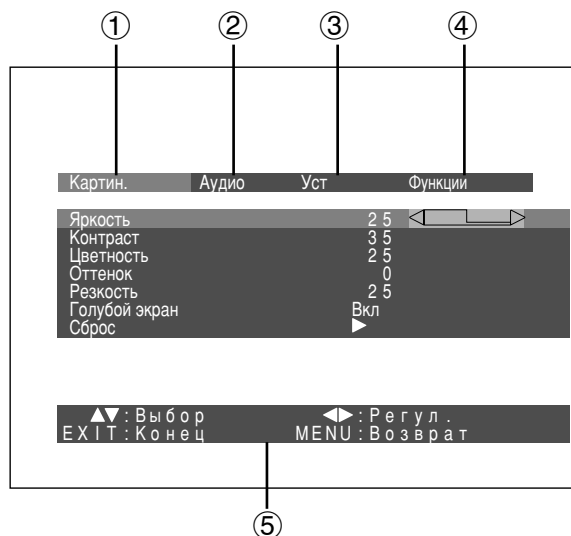 ① ② ③ ④
Картин. Аудио Уст Функции
Яркость 25
Контраст 35
Цветность 25
Оттенок 0
Резкость 25
Голубой экран Вкл
Сброс ▶
▲▼:Выбор ◀▶:Регул.
EXIT:Конец MENU:Возврат
⑤